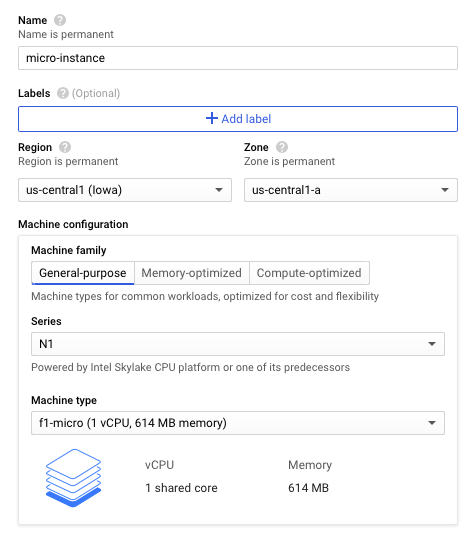 Name
Name is permanent
micro-instance
Labels (Optional)
Add label
Region
Region is permanent
Zone
Zone is permanent
us-central1 (Iowa)
us-central1-a
Machine configuration
Machine family
General-purpose
Memory-optimized
Compute-optimized
Machine types for common workloads, optimized for cost and flexibility
Series
N1
Powered by Intel Skylake CPU platform or one of its predecessors
Machine type
f1-micro (1 vCPU, 614 MB memory)
vCPU
Memory
1 shared core
614 MB